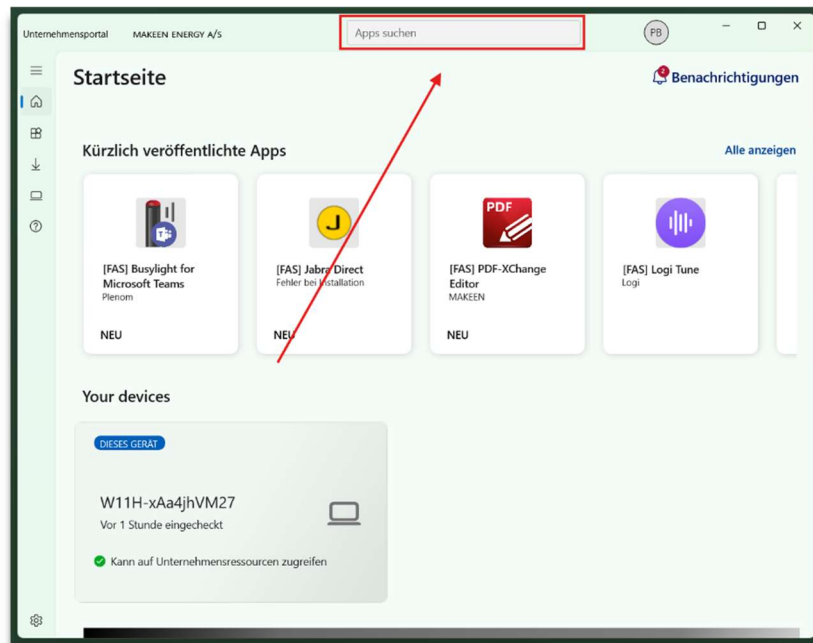 Unternehmensportal MAKEEN ENERGY A/S
Apps suchen
PB
Startseite
2
Benachrichtigungen
Kürzlich veröffentlichte Apps
Alle anzeigen
[FAS] Busylight for
Microsoft Teams
Plenom
NEU
J
[FAS] Jabra Direct
Fehler bei Installation
NEU
PDF
[FAS] PDF-XChange
Editor
MAKEEN
NEU
[FAS] Logi Tune
Logi
Your devices
DIESES GERÄT
W11H-xAa4jhVM27
Vor 1 Stunde eingecheckt
Kann auf Unternehmensressourcen zugreifen